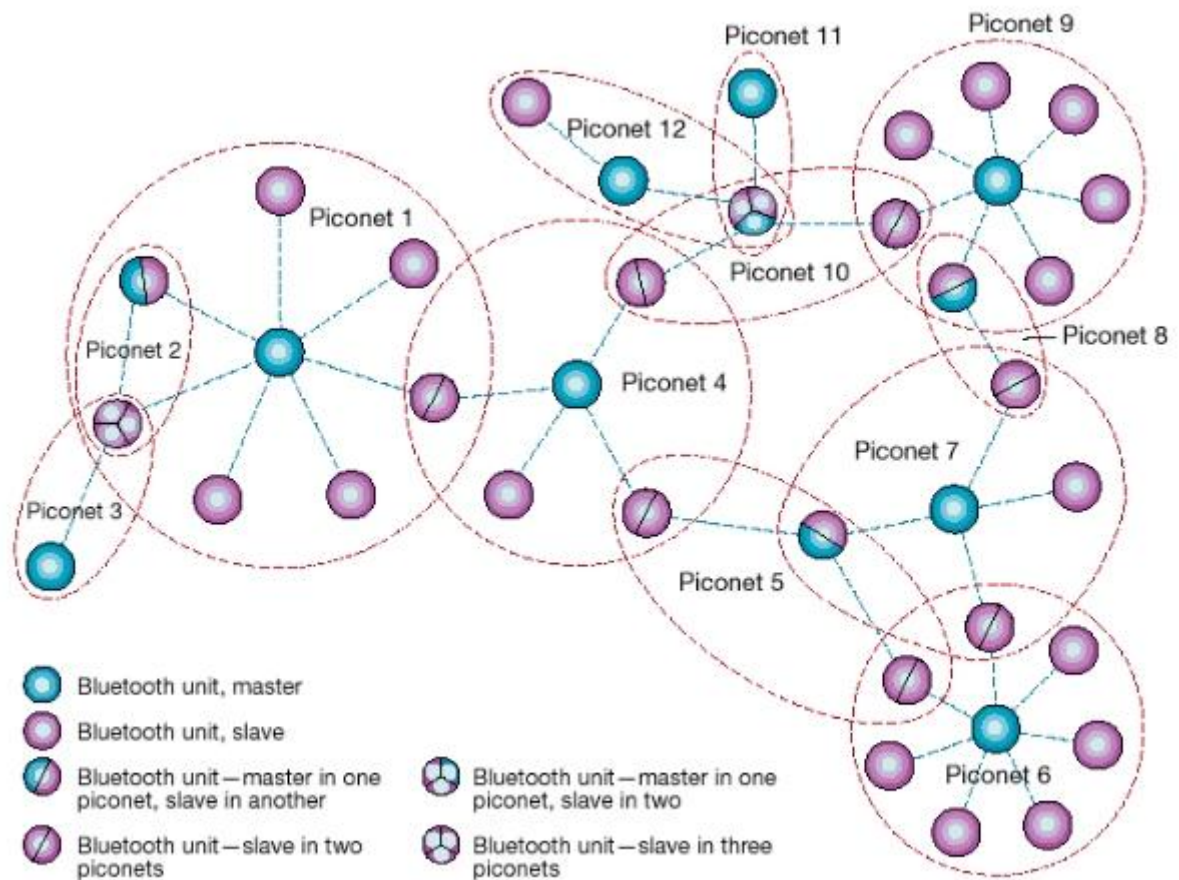 Piconet 11
Piconet 9
Piconet 12
Piconet 1
Piconet 10
Piconet 2
Piconet 8
Piconet 4
Piconet 7
Piconet 3
Piconet 5
Piconet 6
Bluetooth unit, master
Bluetooth unit, slave
Bluetooth unit—master in one
piconet, slave in another
Bluetooth unit—slave in two
piconets
Bluetooth unit—master in one
piconet, slave in two
Bluetooth unit—slave in three
piconets